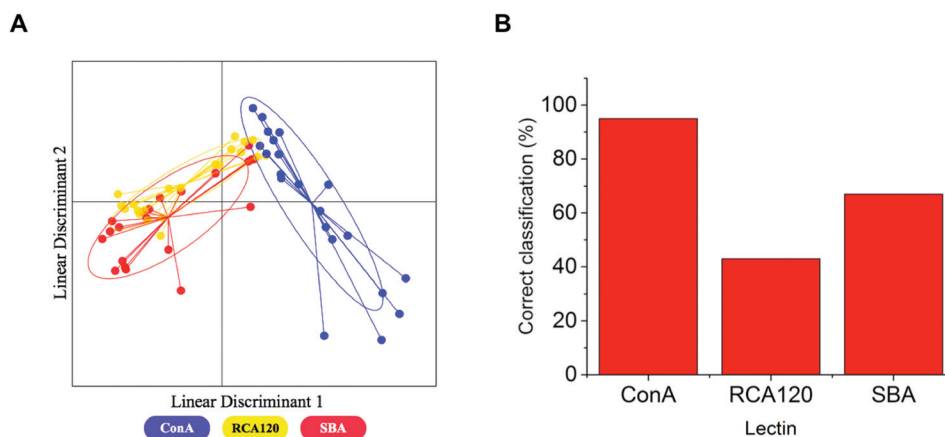 A
Linear Discriminant 2
Linear Discriminant 1
ConA RCA120 SBA
B
Correct classification (%)
100
80
60
40
20
0
ConA RCA120 SBA
Lectin